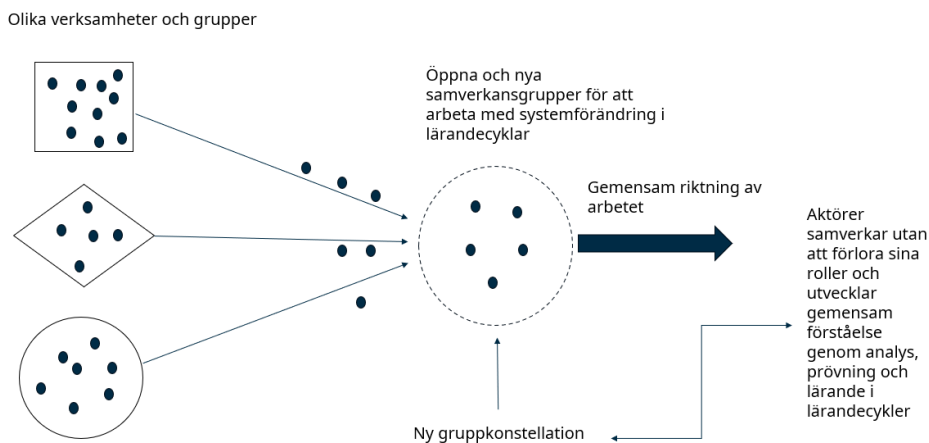 Olika verksamheter och grupper
Öppna och nya
samverkansgrupper för att
arbeta med systemförändring i
lärandecyklar
Gemensam riktning av
arbetet
Aktörer
samverkar utan
att förlora sina
roller och
utvecklar
gemensam
förståelse
genom analys,
prövning och
lärande i
lärandecykler
Ny gruppkonstellation